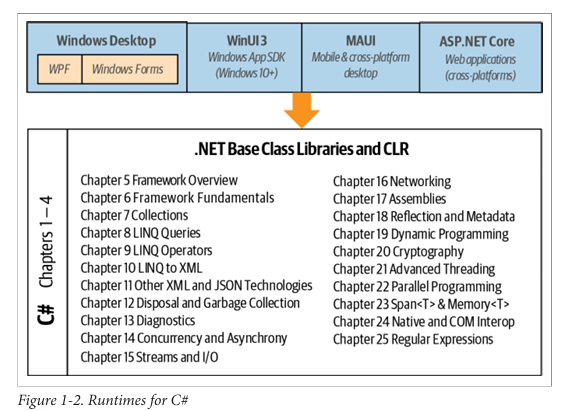 Windows Desktop
WPF
Windows Forms
WinUI 3
Windows App SDK
(Windows 10+)
MAUI
Mobile & cross-platform
desktop
ASP.NET Core
Web applications
(cross-platforms)
C# Chapters 1 – 4
.NET Base Class Libraries and CLR
Chapter 5 Framework Overview
Chapter 6 Framework Fundamentals
Chapter 7 Collections
Chapter 8 LINQ Queries
Chapter 9 LINQ Operators
Chapter 10 LINQ to XML
Chapter 11 Other XML and JSON Technologies
Chapter 12 Disposal and Garbage Collection
Chapter 13 Diagnostics
Chapter 14 Concurrency and Asynchrony
Chapter 15 Streams and I/O
Chapter 16 Networking
Chapter 17 Assemblies
Chapter 18 Reflection and Metadata
Chapter 19 Dynamic Programming
Chapter 20 Cryptography
Chapter 21 Advanced Threading
Chapter 22 Parallel Programming
Chapter 23 Span<T> & Memory<T>
Chapter 24 Native and COM Interop
Chapter 25 Regular Expressions
Figure 1-2. Runtimes for C#